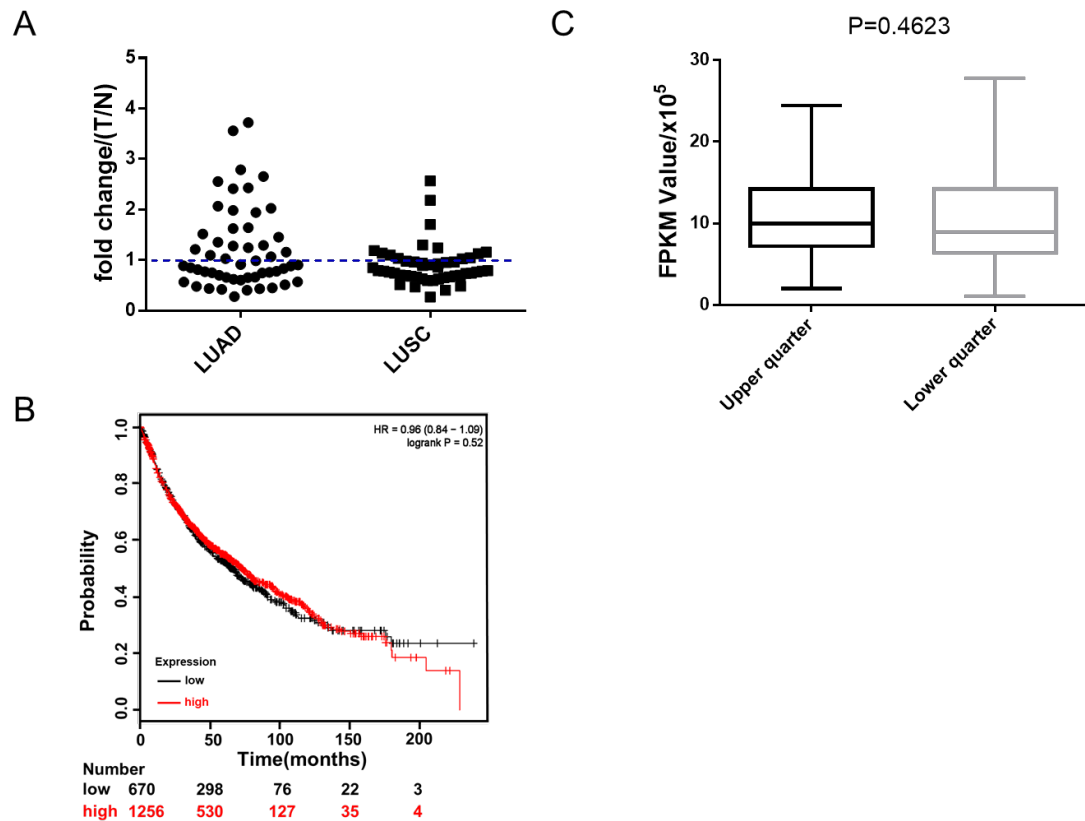 A
fold change/(T/N)
5
4
3
2
1
0
LUAD
LUSC
C
P=0.4623
FPKM Value/x10⁵
30
20
10
0
Upper quarter
Lower quarter
B
HR = 0.96 (0.84 − 1.09)
logrank P = 0.52
Probability
1.0
0.8
0.6
0.4
0.2
0.0
Expression
low
high
0 50 100 150 200
Time(months)
Number
low 670 298 76 22 3
high 1256 530 127 35 4